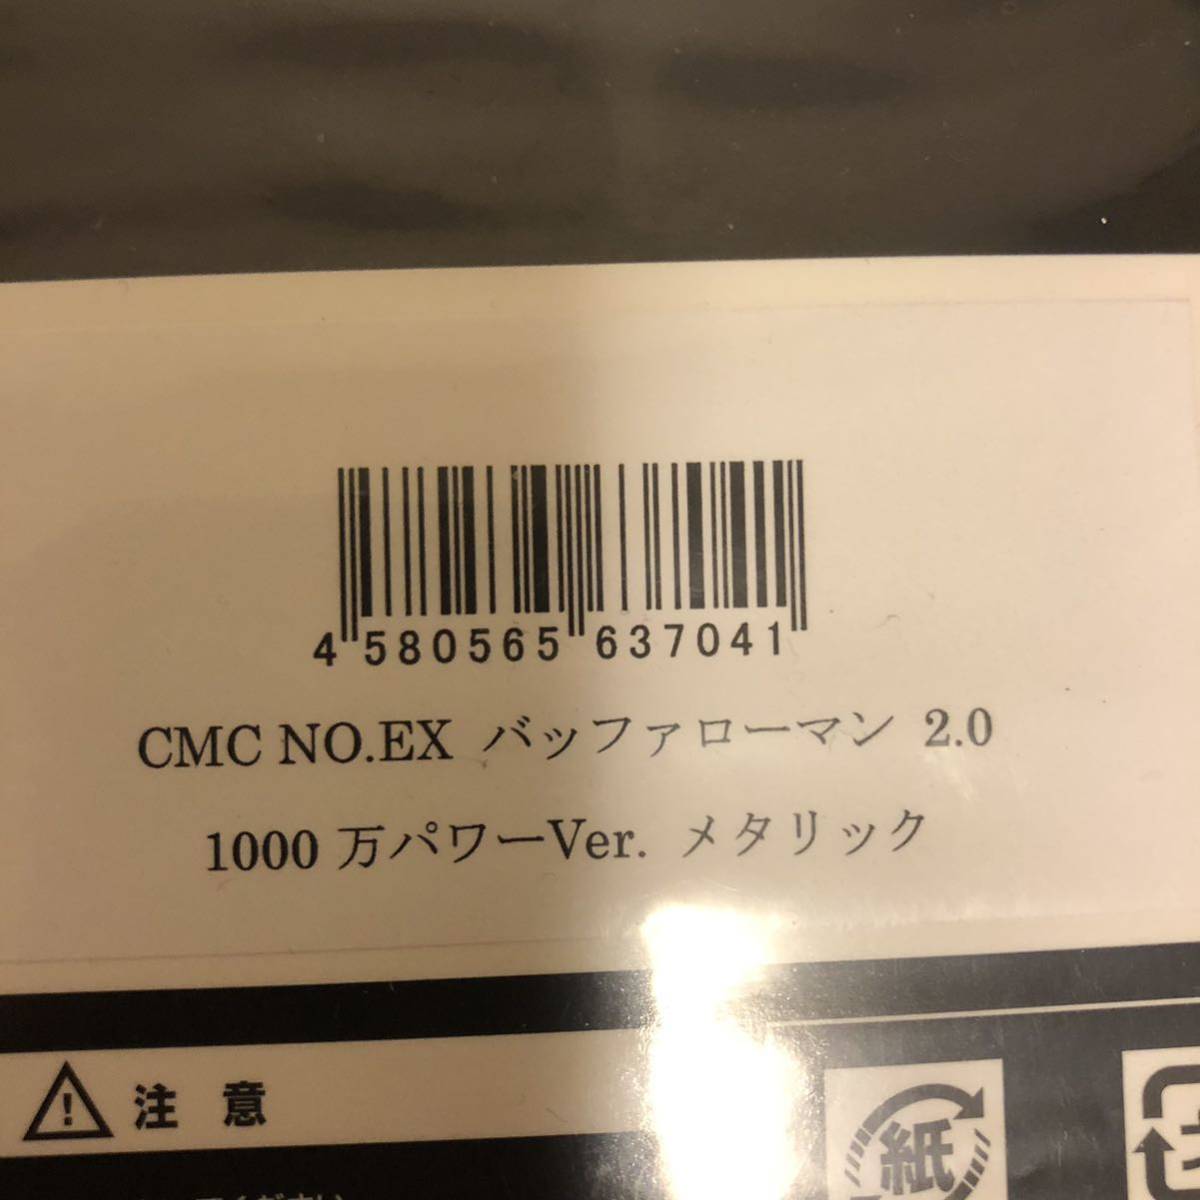 4 580565 637041
CMC NO.EX バッファローマン 2.0
1000 万パワーVer. メタリック
注 意
紙